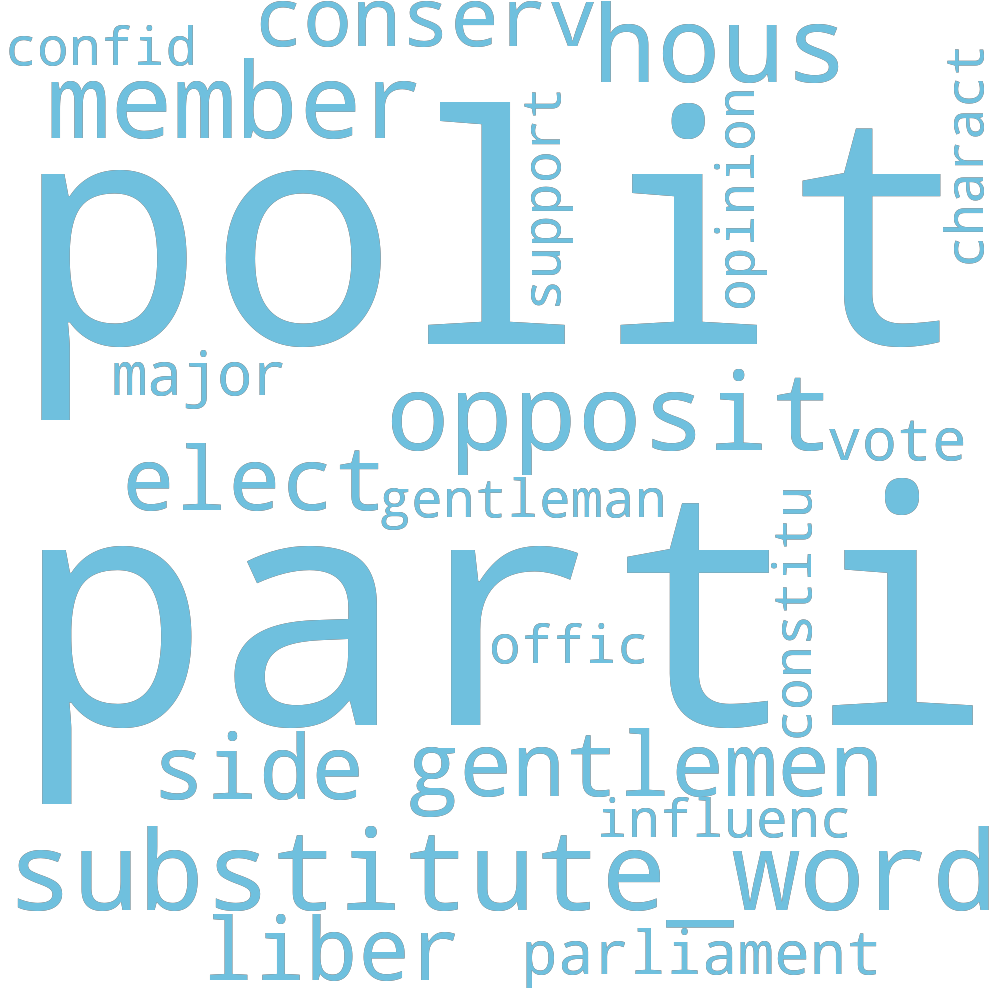 conserv
hous
confid
member
charact
support
opinion
polit
major
opposit
vote
elect
gentleman
constitu
parti
offic
side
gentlemen
influenc
substitute_word
liber
parliament